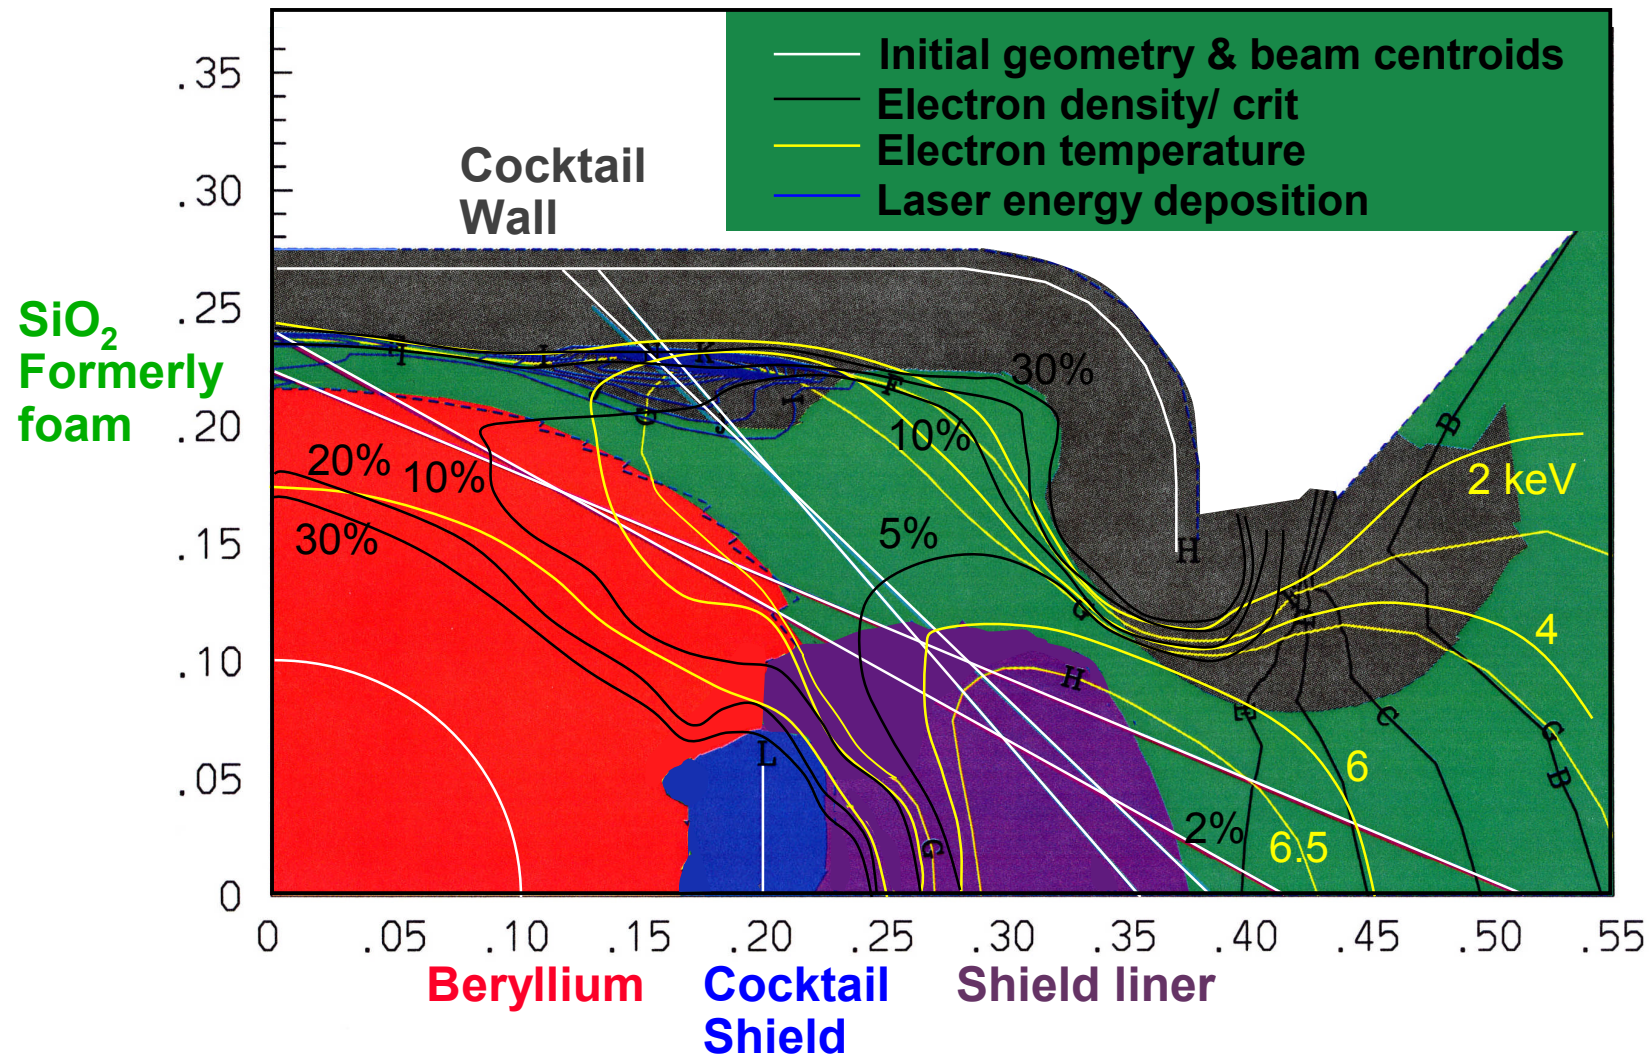 Initial geometry & beam centroids
Electron density/ crit
Electron temperature
Laser energy deposition
.35
.30
.25
.20
.15
.10
.05
0
Cocktail
Wall
SiO₂
Formerly
foam
30%
10%
5%
20%
10%
30%
2%
2 keV
4
6
6.5
I
I
K
F
G
J
I
B
H
G
H
E
C
G
B
L
G
0
.05
.10
.15
.20
.25
.30
.35
.40
.45
.50
.55
Beryllium
Cocktail
Shield
Shield liner